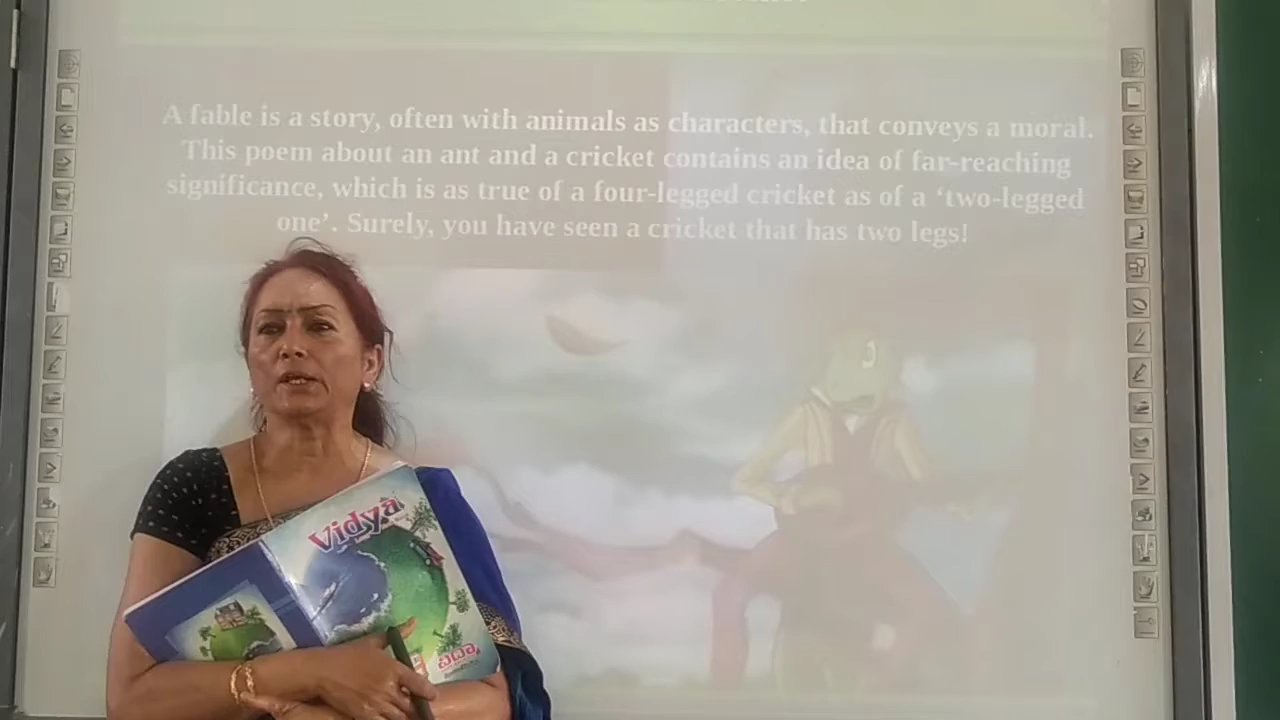 A fable is a story, often with animals as characters, that conveys a moral.
This poem about an ant and a cricket contains an idea of far-reaching
significance, which is as true of a four-legged cricket as of a ‘two-legged
one’. Surely, you have seen a cricket that has two legs!
Vidya
ವಿದ್ಯಾ